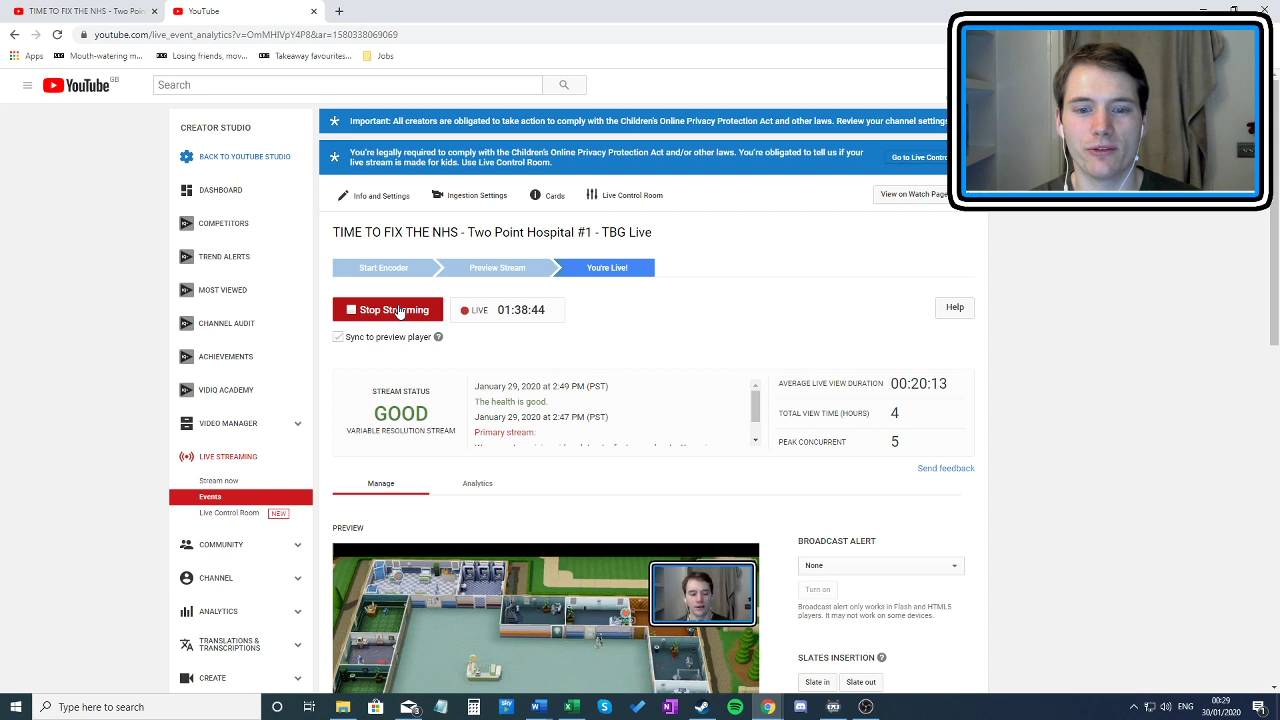 TIME TO FIX THE NHS - Two Point
YouTube
youtube.com/live_event_analytics?v=
Apps
Mouth-watering m...
Losing friends, mov...
Takeaway favourites...
Jobs
YouTube GB
Search
CREATOR STUDIO
BACK TO YOUTUBE STUDIO
DASHBOARD
COMPETITORS
TREND ALERTS
MOST VIEWED
CHANNEL AUDIT
ACHIEVEMENTS
VIDIQ ACADEMY
VIDEO MANAGER
LIVE STREAMING
Stream now
Events
Live Control Room NEW
COMMUNITY
CHANNEL
ANALYTICS
TRANSLATIONS &
TRANSCRIPTIONS
CREATE
Important: All creators are obligated to take action to comply with the Children's Online Privacy Protection Act and other laws. Review your channel settings
You're legally required to comply with the Children's Online Privacy Protection Act and/or other laws. You're obligated to tell us if your
live stream is made for kids. Use Live Control Room.
Go to Live Contro
Info and Settings
Ingestion Settings
Cards
Live Control Room
View on Watch Page
TIME TO FIX THE NHS - Two Point Hospital #1 - TBG Live
Start Encoder
Preview Stream
You're Live!
Stop Streaming
LIVE 01:38:44
Help
Sync to preview player ?
STREAM STATUS
GOOD
VARIABLE RESOLUTION STREAM
January 29, 2020 at 2:49 PM (PST)
The health is good.
January 29, 2020 at 2:47 PM (PST)
Primary stream:
AVERAGE LIVE VIEW DURATION 00:20:13
TOTAL VIEW TIME (HOURS) 4
PEAK CONCURRENT 5
Send feedback
Manage
Analytics
PREVIEW
BROADCAST ALERT
None
Turn on
Broadcast alert only works in Flash and HTML5
players. It may not work on some devices.
SLATES INSERTION ?
Slate in
Slate out
Type here to search
ENG
00:29
30/01/2020